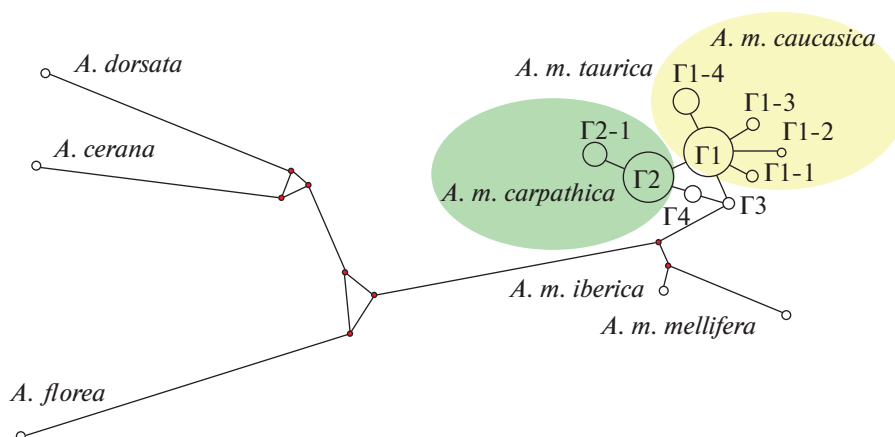 A. m. caucasica
A. dorsata
A. m. taurica
Γ1-4
Γ1-3
Γ2-1
Γ1-2
A. cerana
Γ1
Γ1-1
Γ2
A. m. carpathica
Γ4
Γ3
A. m. iberica
A. m. mellifera
A. florea